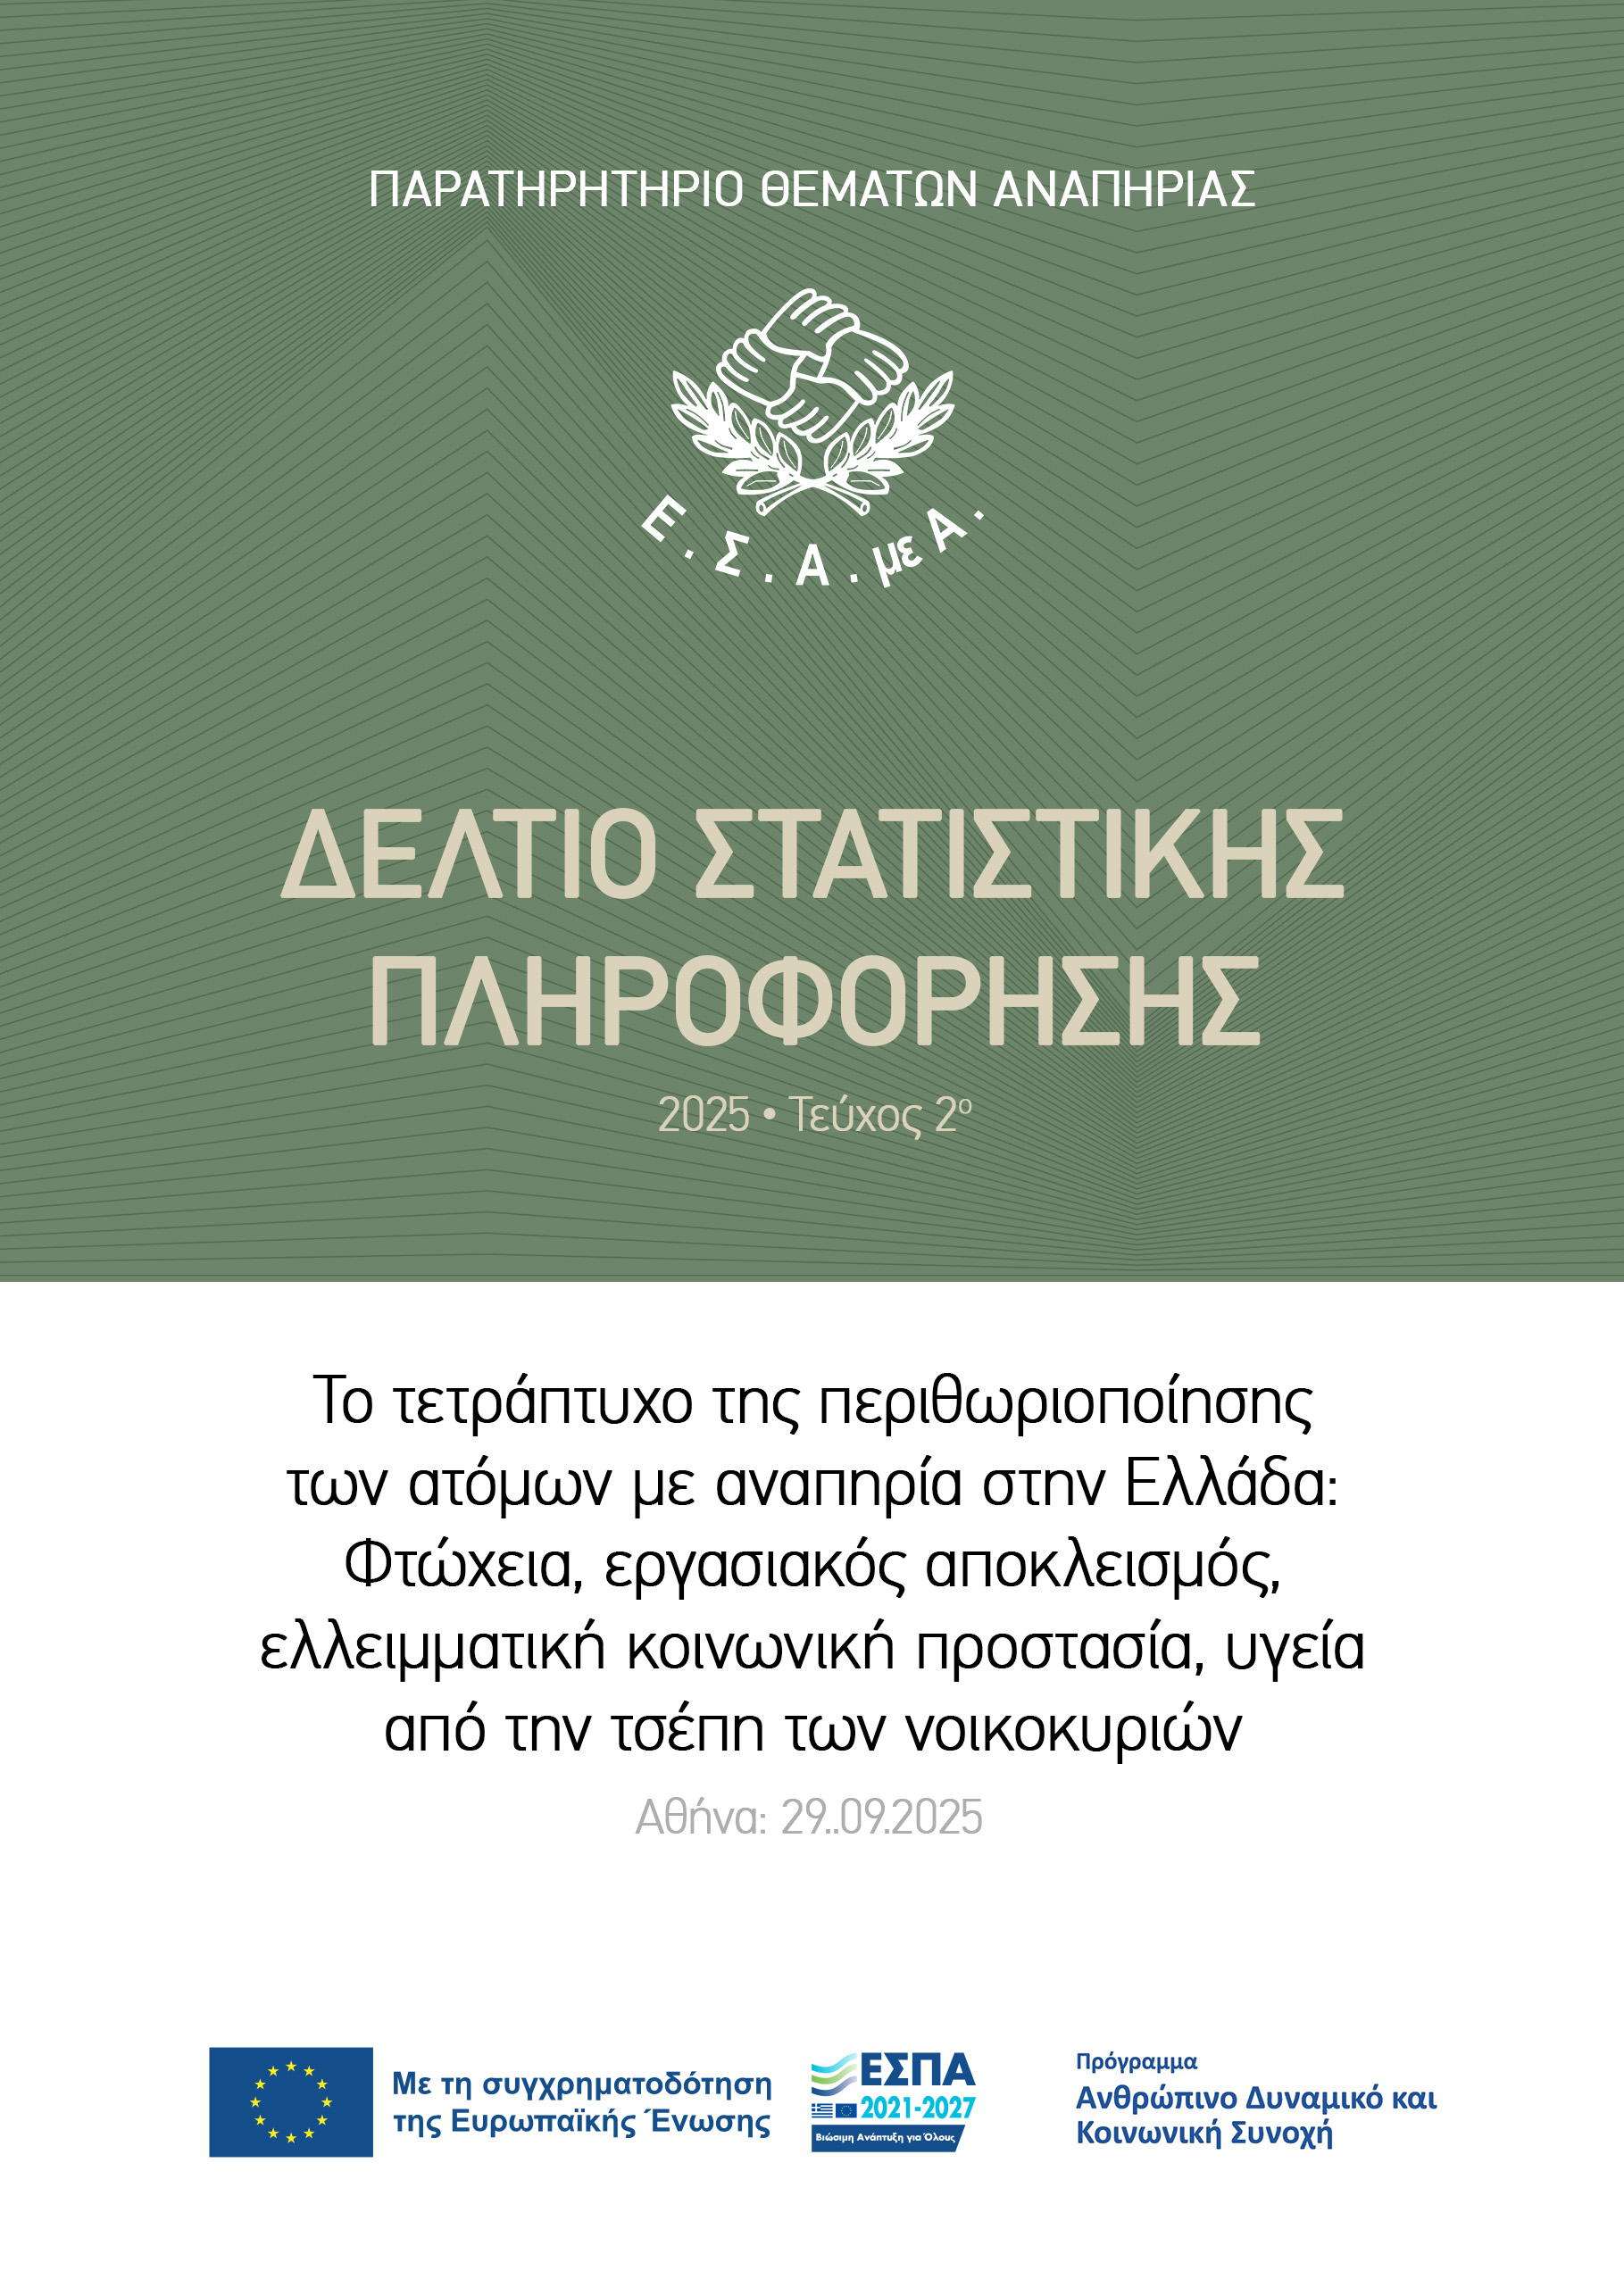 ΠΑΡΑΤΗΡΗΤΗΡΙΟ ΘΕΜΑΤΩΝ ΑΝΑΠΗΡΙΑΣ
Ε.Σ.Α.μεΑ.
ΔΕΛΤΙΟ ΣΤΑΤΙΣΤΙΚΗΣ
ΠΛΗΡΟΦΟΡΗΣΗΣ
2025 • Τεύχος 2ο
Το τετράπτυχο της περιθωριοποίησης
των ατόμων με αναπηρία στην Ελλάδα:
Φτώχεια, εργασιακός αποκλεισμός,
ελλειμματική κοινωνική προστασία, υγεία
από την τσέπη των νοικοκυριών
Αθήνα: 29..09.2025
Με τη συγχρηματοδότηση
της Ευρωπαϊκής Ένωσης
ΕΣΠΑ
2021-2027
Βιώσιμη Ανάπτυξη για Όλους
Πρόγραμμα
Ανθρώπινο Δυναμικό και
Κοινωνική Συνοχή